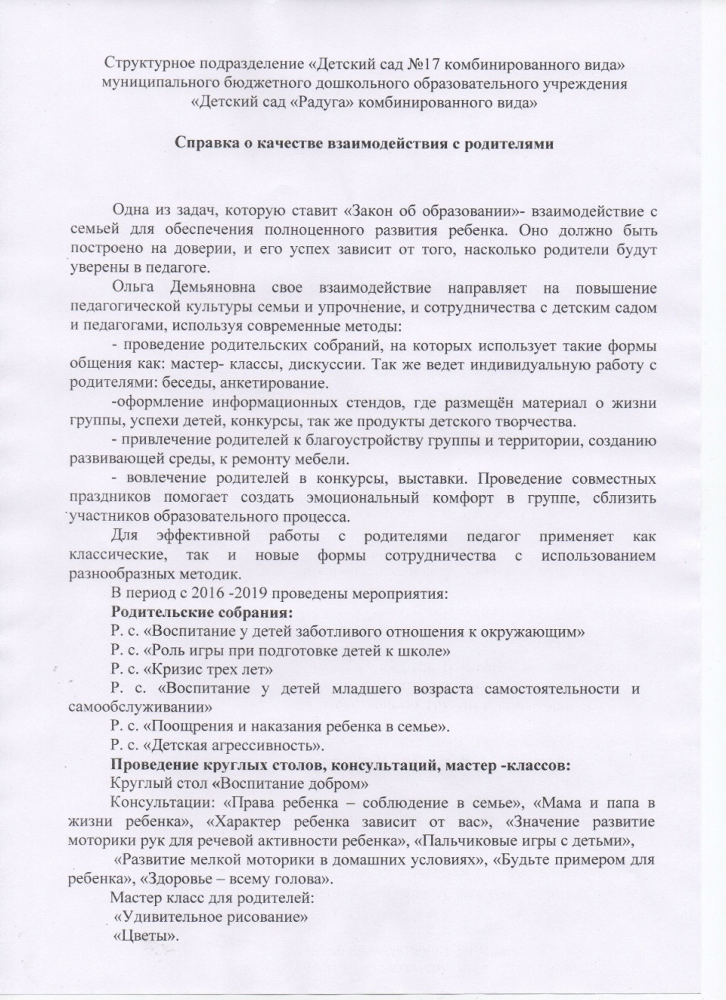 Структурное подразделение «Детский сад №17 комбинированного вида»
муниципального бюджетного дошкольного образовательного учреждения
«Детский сад «Радуга» комбинированного вида»
Справка о качестве взаимодействия с родителями
Одна из задач, которую ставит «Закон об образовании»- взаимодействие с
семьей для обеспечения полноценного развития ребенка. Оно должно быть
построено на доверии, и его успех зависит от того, насколько родители будут
уверены в педагоге.
Ольга Демьяновна свое взаимодействие направляет на повышение
педагогической культуры семьи и упрочнение, и сотрудничества с детским садом
и педагогами, используя современные методы:
- проведение родительских собраний, на которых использует такие формы
общения как: мастер- классы, дискуссии. Так же ведет индивидуальную работу с
родителями: беседы, анкетирование.
-оформление информационных стендов, где размещён материал о жизни
группы, успехи детей, конкурсы, так же продукты детского творчества.
- привлечение родителей к благоустройству группы и территории, созданию
развивающей среды, к ремонту мебели.
- вовлечение родителей в конкурсы, выставки. Проведение совместных
праздников помогает создать эмоциональный комфорт в группе, сблизить
участников образовательного процесса.
Для эффективной работы с родителями педагог применяет как
классические, так и новые формы сотрудничества с использованием
разнообразных методик.
В период с 2016 -2019 проведены мероприятия:
Родительские собрания:
Р. с. «Воспитание у детей заботливого отношения к окружающим»
Р. с. «Роль игры при подготовке детей к школе»
Р. с. «Кризис трех лет»
Р. с. «Воспитание у детей младшего возраста самостоятельности и
самообслуживании»
Р. с. «Поощрения и наказания ребенка в семье».
Р. с. «Детская агрессивность».
Проведение круглых столов, консультаций, мастер -классов:
Круглый стол «Воспитание добром»
Консультации: «Права ребенка – соблюдение в семье», «Мама и папа в
жизни ребенка», «Характер ребенка зависит от вас», «Значение развитие
моторики рук для речевой активности ребенка», «Пальчиковые игры с детьми»,
«Развитие мелкой моторики в домашних условиях», «Будьте примером для
ребенка», «Здоровье – всему голова».
Мастер класс для родителей:
«Удивительное рисование»
«Цветы».